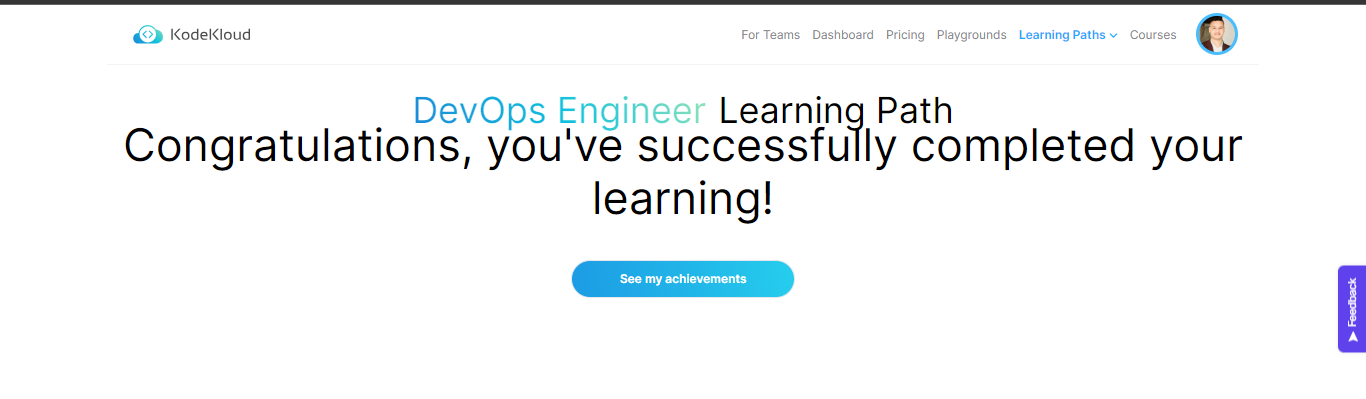 KodeKloud
For Teams Dashboard Pricing Playgrounds Learning Paths Courses
DevOps Engineer Learning Path
Congratulations, you've successfully completed your
learning!
See my achievements
Feedback